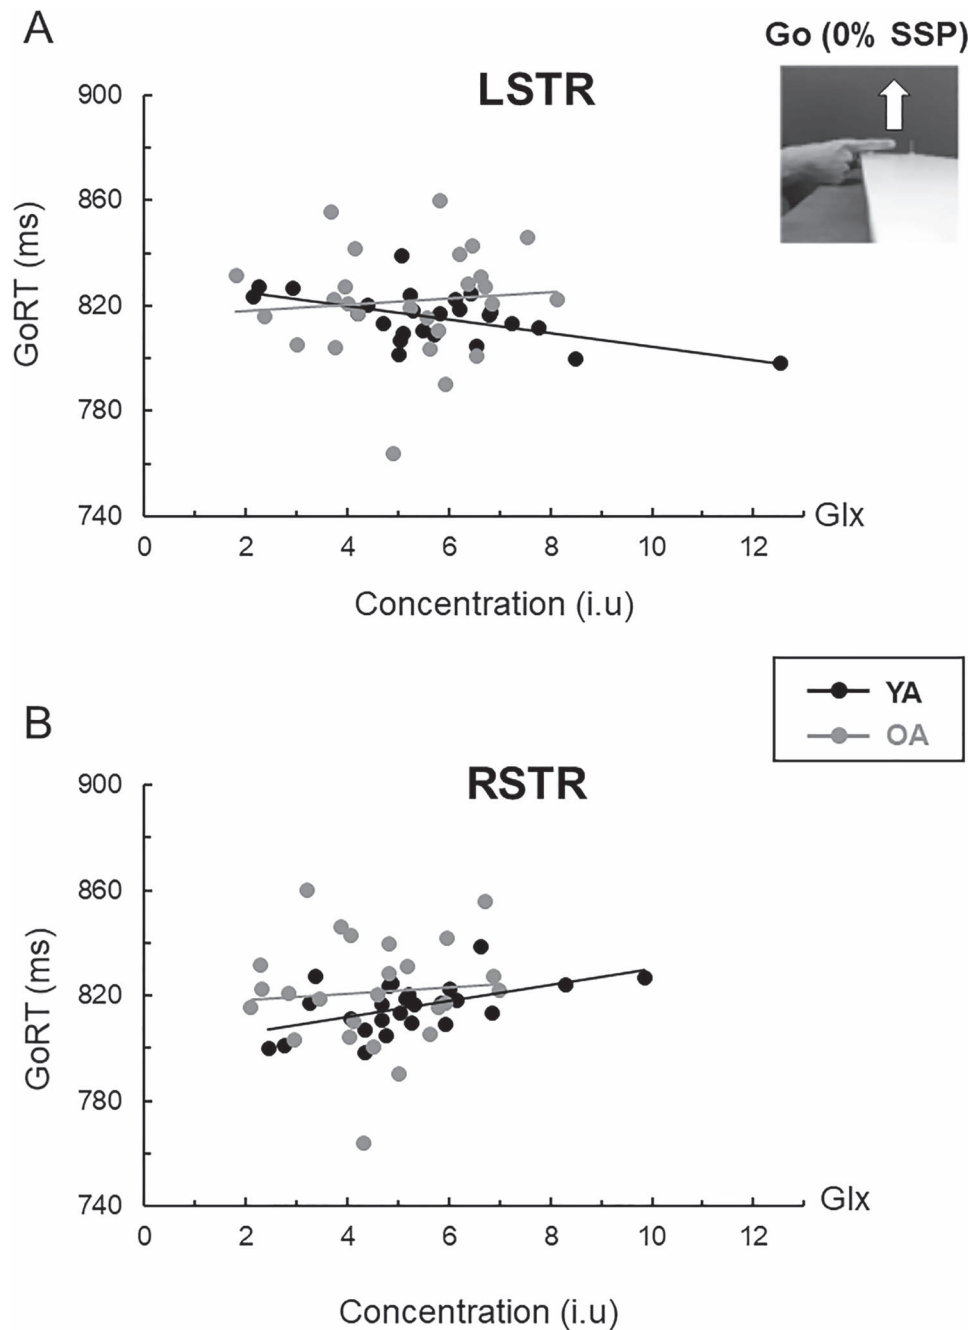 A
Go (0% SSP)
LSTR
900
860
820
780
740
GoRT (ms)
0 2 4 6 8 10 12
Glx
Concentration (i.u)
YA
OA
B
RSTR
900
860
820
780
740
GoRT (ms)
0 2 4 6 8 10 12
Glx
Concentration (i.u)